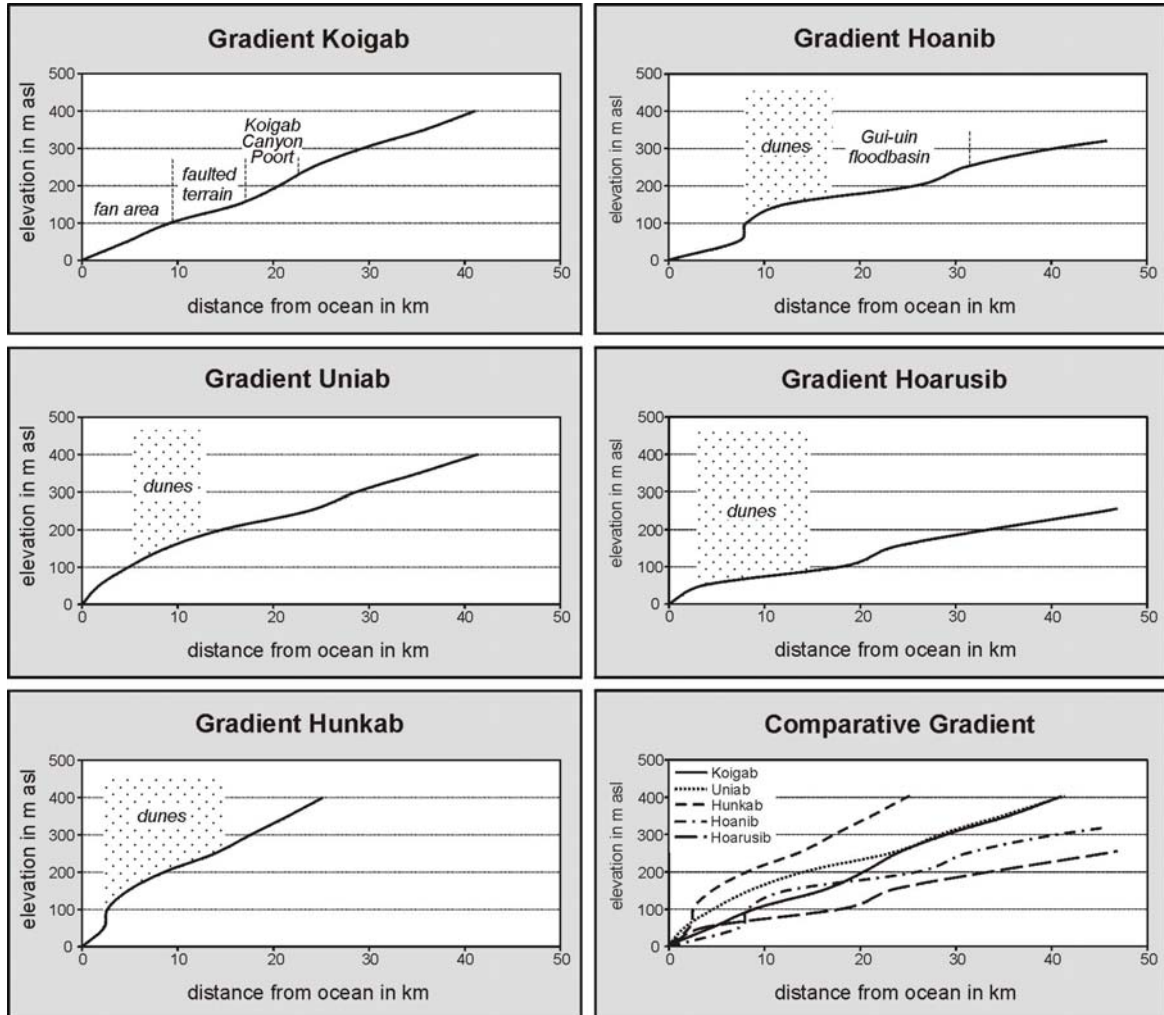 Gradient Koigab
elevation in m asl
500
400
300
200
100
0
Koigab
Canyon
Poort
faulted
terrain
fan area
0 10 20 30 40 50
distance from ocean in km
Gradient Hoanib
elevation in m asl
500
400
300
200
100
0
dunes
Gui-uin
floodbasin
0 10 20 30 40 50
distance from ocean in km
Gradient Uniab
elevation in m asl
500
400
300
200
100
0
dunes
0 10 20 30 40 50
distance from ocean in km
Gradient Hoarusib
elevation in m asl
500
400
300
200
100
0
dunes
0 10 20 30 40 50
distance from ocean in km
Gradient Hunkab
elevation in m asl
500
400
300
200
100
0
dunes
0 10 20 30 40 50
distance from ocean in km
Comparative Gradient
elevation in m asl
500
400
300
200
100
0
Koigab
Uniab
Hunkab
Hoanib
Hoarusib
0 10 20 30 40 50
distance from ocean in km